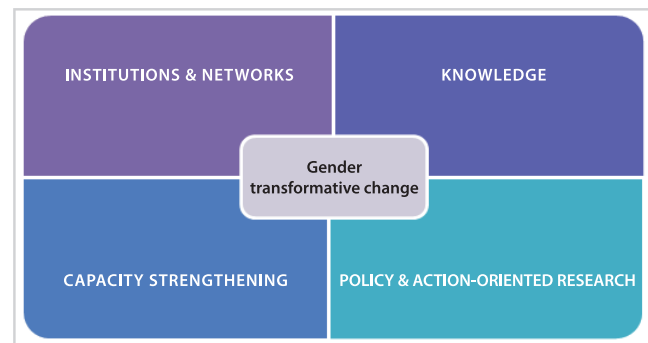 INSTITUTIONS & NETWORKS
KNOWLEDGE
Gender
transformative change
CAPACITY STRENGTHENING
POLICY & ACTION-ORIENTED RESEARCH